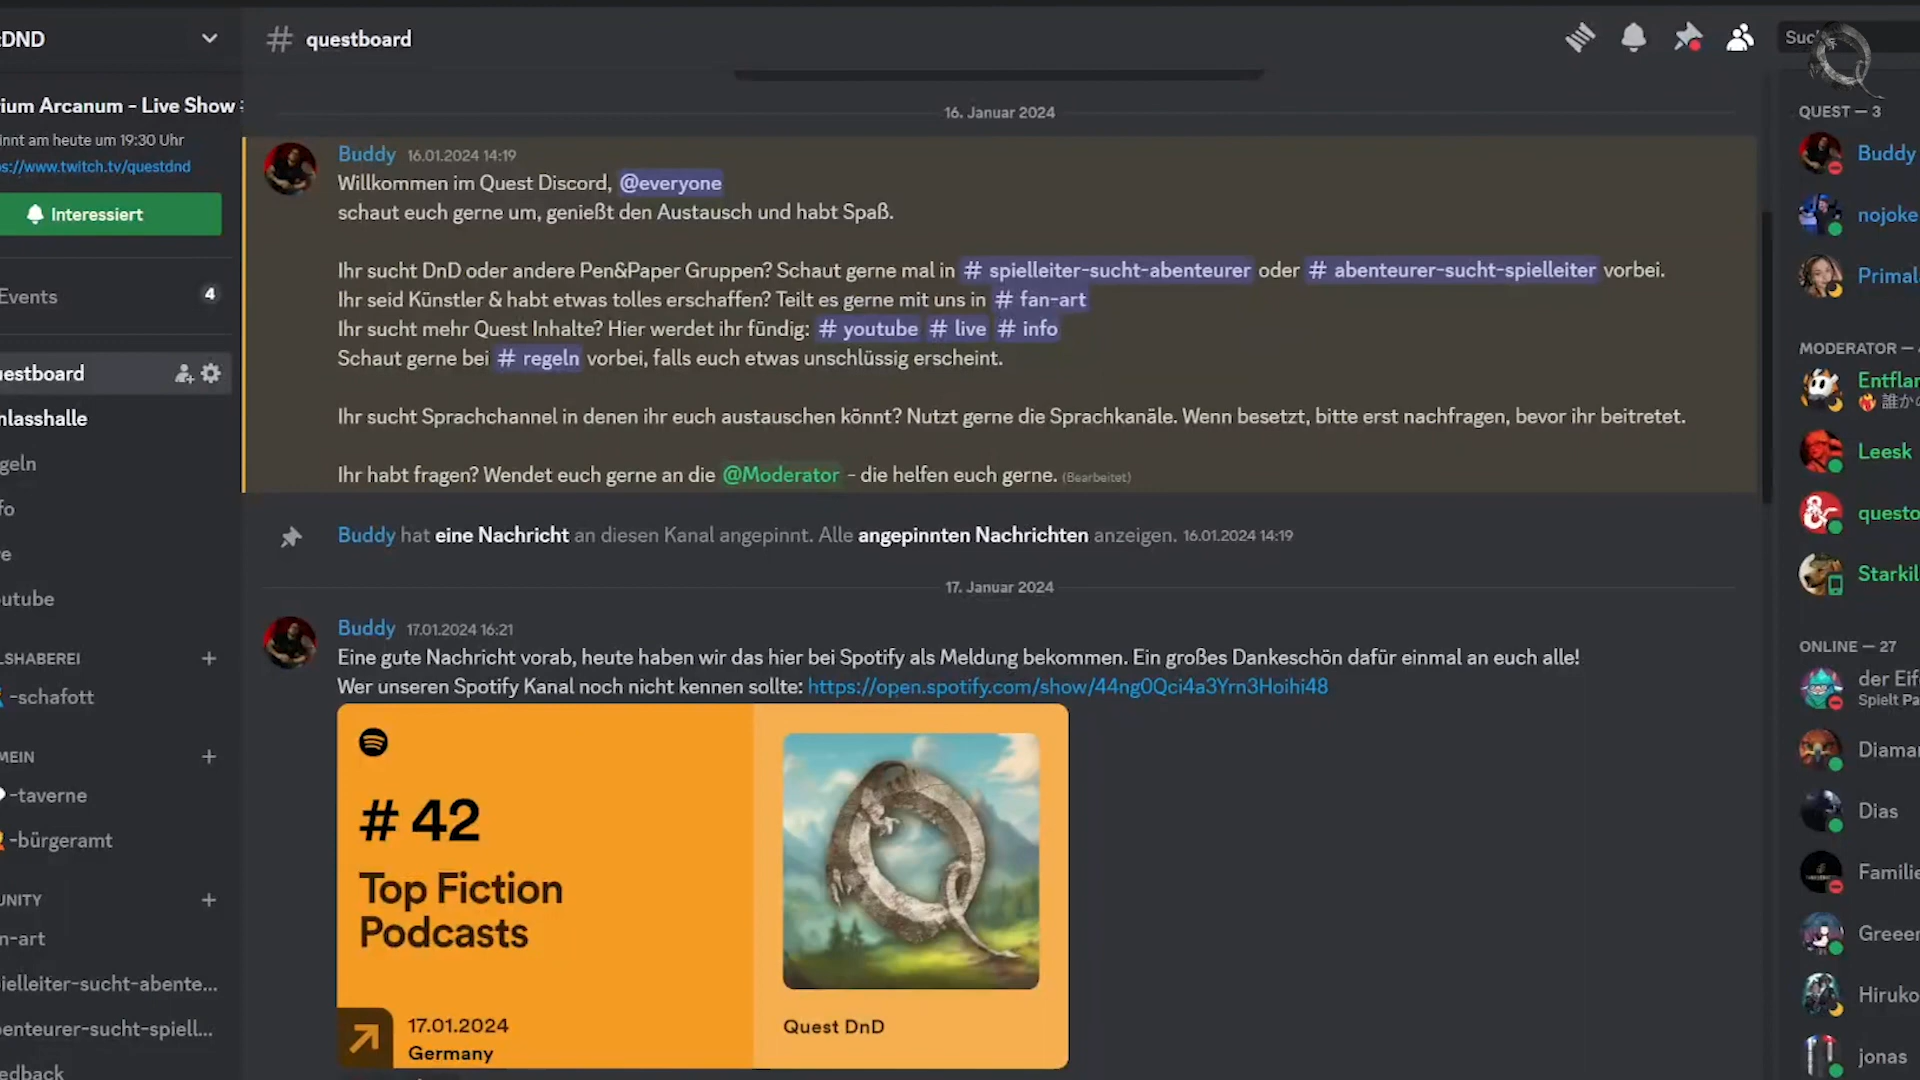 :DND
# questboard
Suc
ium Arcanum - Live Show
innt am heute um 19:30 Uhr
s://www.twitch.tv/questdnd
Interessiert
Events
4
estboard
hlasshalle
geln
fo
e
utube
LSHABEREI
-schafott
MEIN
-taverne
-bürgeramt
UNITY
n-art
ielleiter-sucht-abente...
enteurer-sucht-spiell...
edback
16. Januar 2024
Buddy 16.01.2024 14:19
Willkommen im Quest Discord, @everyone
schaut euch gerne um, genießt den Austausch und habt Spaß.
Ihr sucht DnD oder andere Pen&Paper Gruppen? Schaut gerne mal in # spielleiter-sucht-abenteurer oder # abenteurer-sucht-spielleiter vorbei.
Ihr seid Künstler & habt etwas tolles erschaffen? Teilt es gerne mit uns in # fan-art
Ihr sucht mehr Quest Inhalte? Hier werdet ihr fündig: # youtube # live # info
Schaut gerne bei # regeln vorbei, falls euch etwas unschlüssig erscheint.
Ihr sucht Sprachchannel in denen ihr euch austauschen könnt? Nutzt gerne die Sprachkanäle. Wenn besetzt, bitte erst nachfragen, bevor ihr beitretet.
Ihr habt fragen? Wendet euch gerne an die @Moderator - die helfen euch gerne. (Bearbeitet)
Buddy hat eine Nachricht an diesen Kanal angepinnt. Alle angepinnten Nachrichten anzeigen. 16.01.2024 14:19
17. Januar 2024
Buddy 17.01.2024 16:21
Eine gute Nachricht vorab, heute haben wir das hier bei Spotify als Meldung bekommen. Ein großes Dankeschön dafür einmal an euch alle!
Wer unseren Spotify Kanal noch nicht kennen sollte: https://open.spotify.com/show/44ng0Qci4a3Yrn3Hoihi48
# 42
Top Fiction
Podcasts
17.01.2024
Germany
Quest DnD
QUEST — 3
Buddy
nojoke
Primal
MODERATOR —
Entflar
誰か
Leesk
questo
Starkil
ONLINE — 27
der Eif
Spielt Pa
Diamar
Dias
Familie
Greeer
Hiruko
jonas